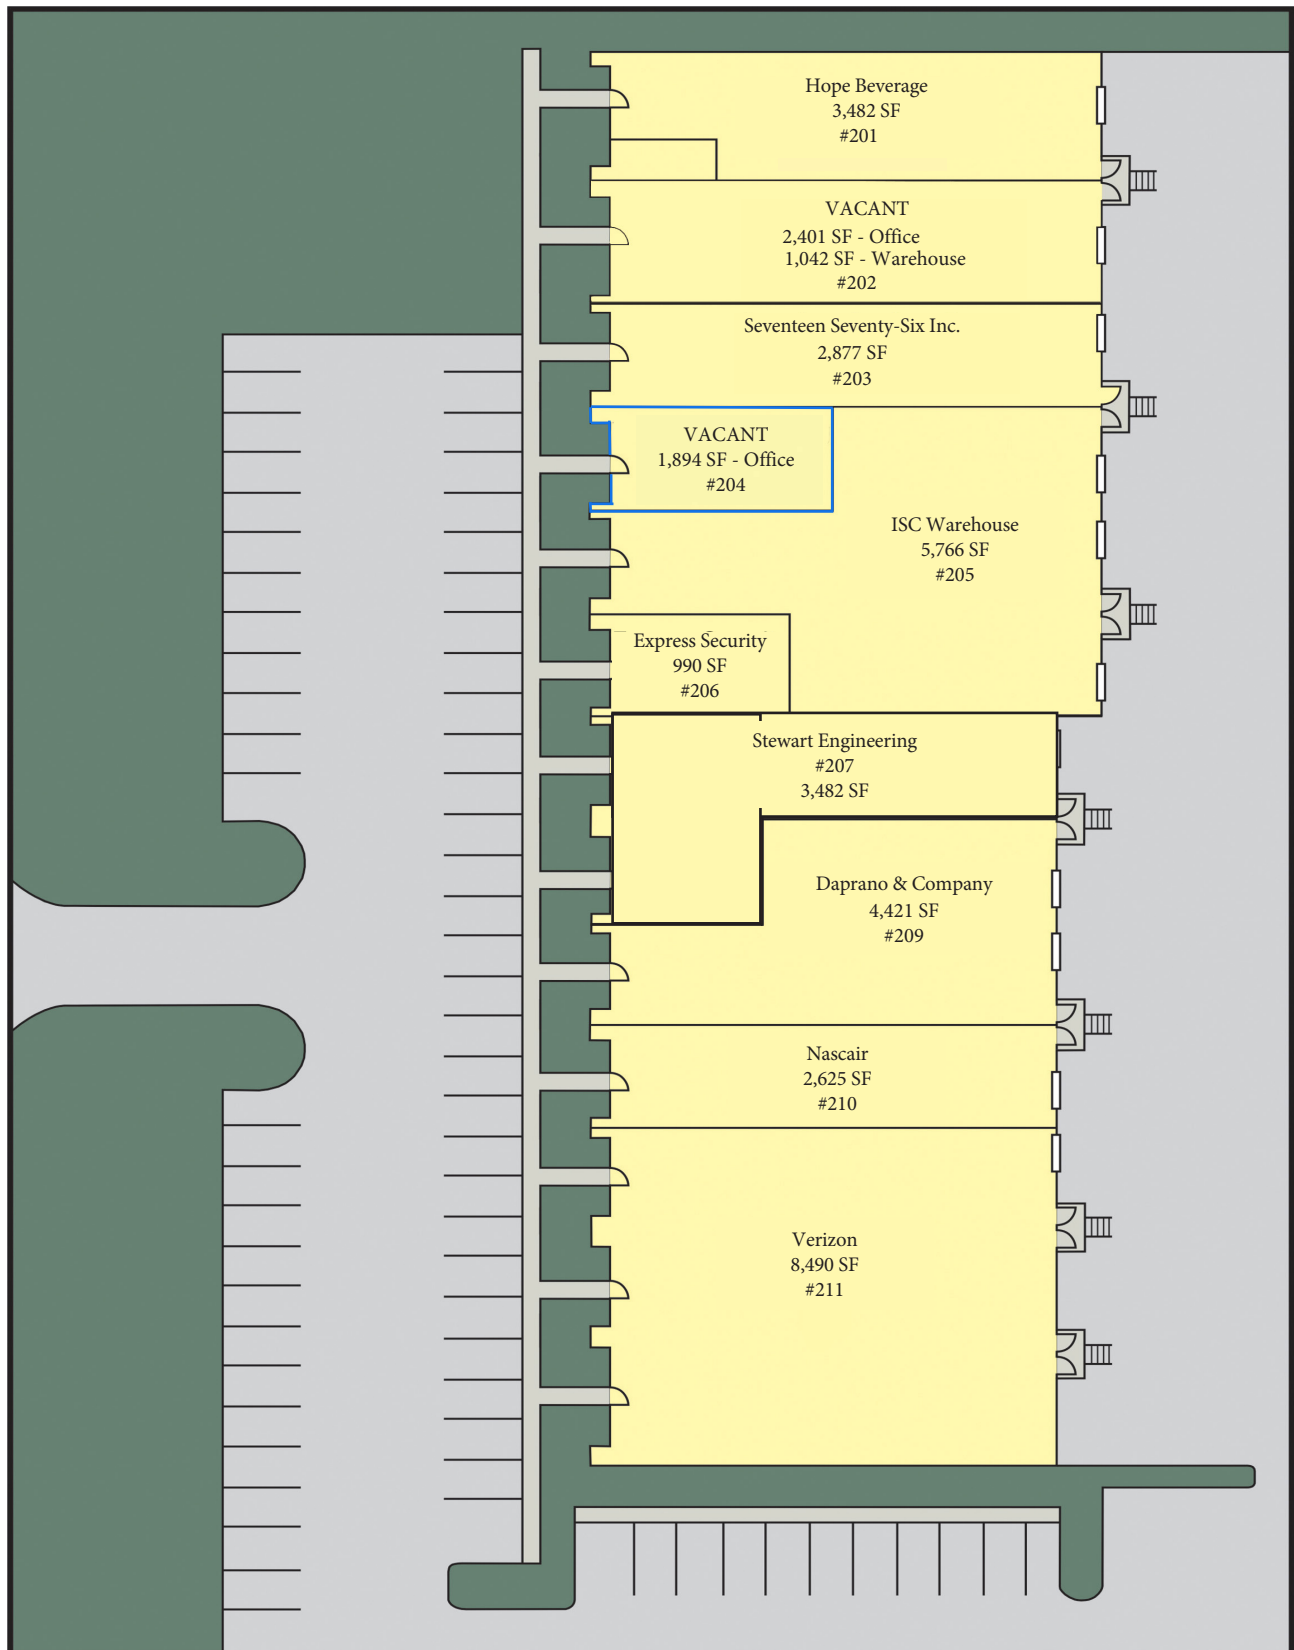 Hope Beverage
3,482 SF
#201
VACANT
2,401 SF - Office
1,042 SF - Warehouse
#202
Seventeen Seventy-Six Inc.
2,877 SF
#203
VACANT
1,894 SF - Office
#204
ISC Warehouse
5,766 SF
#205
Express Security
990 SF
#206
Stewart Engineering
#207
3,482 SF
Daprano & Company
4,421 SF
#209
Nascair
2,625 SF
#210
Verizon
8,490 SF
#211